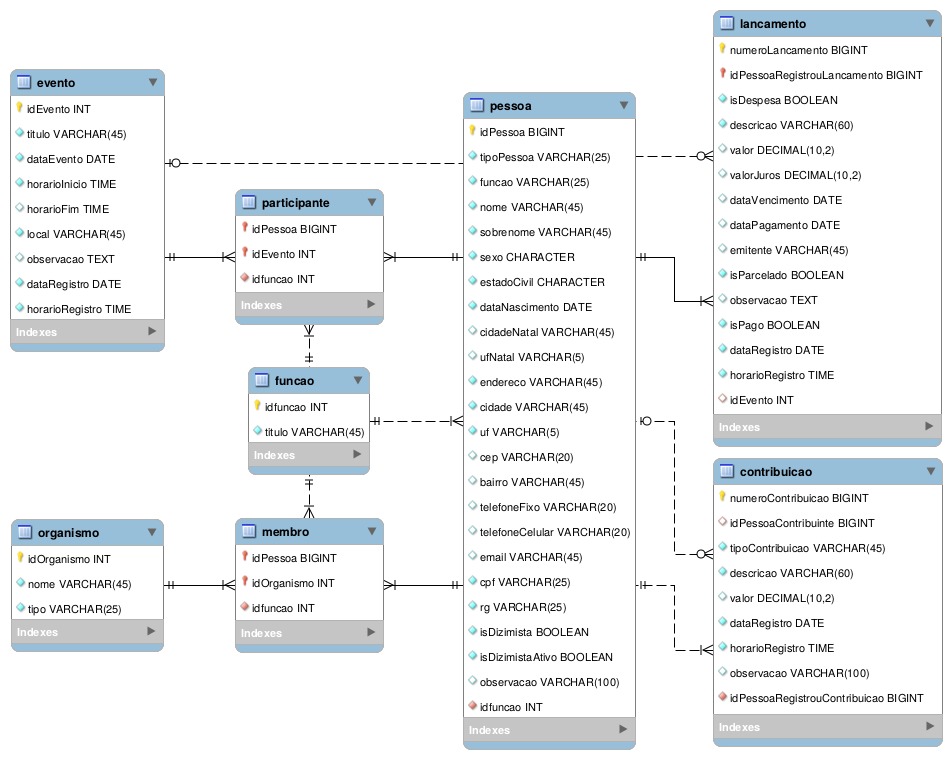 evento
idEvento INT
titulo VARCHAR(45)
dataEvento DATE
horarioInicio TIME
horarioFim TIME
local VARCHAR(45)
observacao TEXT
dataRegistro DATE
horarioRegistro TIME
Indexes
participante
idPessoa BIGINT
idEvento INT
idfuncao INT
Indexes
funcao
idfuncao INT
titulo VARCHAR(45)
Indexes
organismo
idOrganismo INT
nome VARCHAR(45)
tipo VARCHAR(25)
Indexes
membro
idPessoa BIGINT
idOrganismo INT
idfuncao INT
Indexes
pessoa
idPessoa BIGINT
tipoPessoa VARCHAR(25)
funcao VARCHAR(25)
nome VARCHAR(45)
sobrenome VARCHAR(45)
sexo CHARACTER
estadoCivil CHARACTER
dataNascimento DATE
cidadeNatal VARCHAR(45)
ufNatal VARCHAR(5)
endereco VARCHAR(45)
cidade VARCHAR(45)
uf VARCHAR(5)
cep VARCHAR(20)
bairro VARCHAR(45)
telefoneFixo VARCHAR(20)
telefoneCelular VARCHAR(20)
email VARCHAR(45)
cpf VARCHAR(25)
rg VARCHAR(25)
isDizimista BOOLEAN
isDizimistaAtivo BOOLEAN
observacao VARCHAR(100)
idfuncao INT
Indexes
lancamento
numeroLancamento BIGINT
idPessoaRegistrouLancamento BIGINT
isDespesa BOOLEAN
descricao VARCHAR(60)
valor DECIMAL(10,2)
valorJuros DECIMAL(10,2)
dataVencimento DATE
dataPagamento DATE
emitente VARCHAR(45)
isParcelado BOOLEAN
observacao TEXT
isPago BOOLEAN
dataRegistro DATE
horarioRegistro TIME
idEvento INT
Indexes
contribuicao
numeroContribuicao BIGINT
idPessoaContribuinte BIGINT
tipoContribuicao VARCHAR(45)
descricao VARCHAR(60)
valor DECIMAL(10,2)
dataRegistro DATE
horarioRegistro TIME
observacao VARCHAR(100)
idPessoaRegistrouContribuicao BIGINT
Indexes